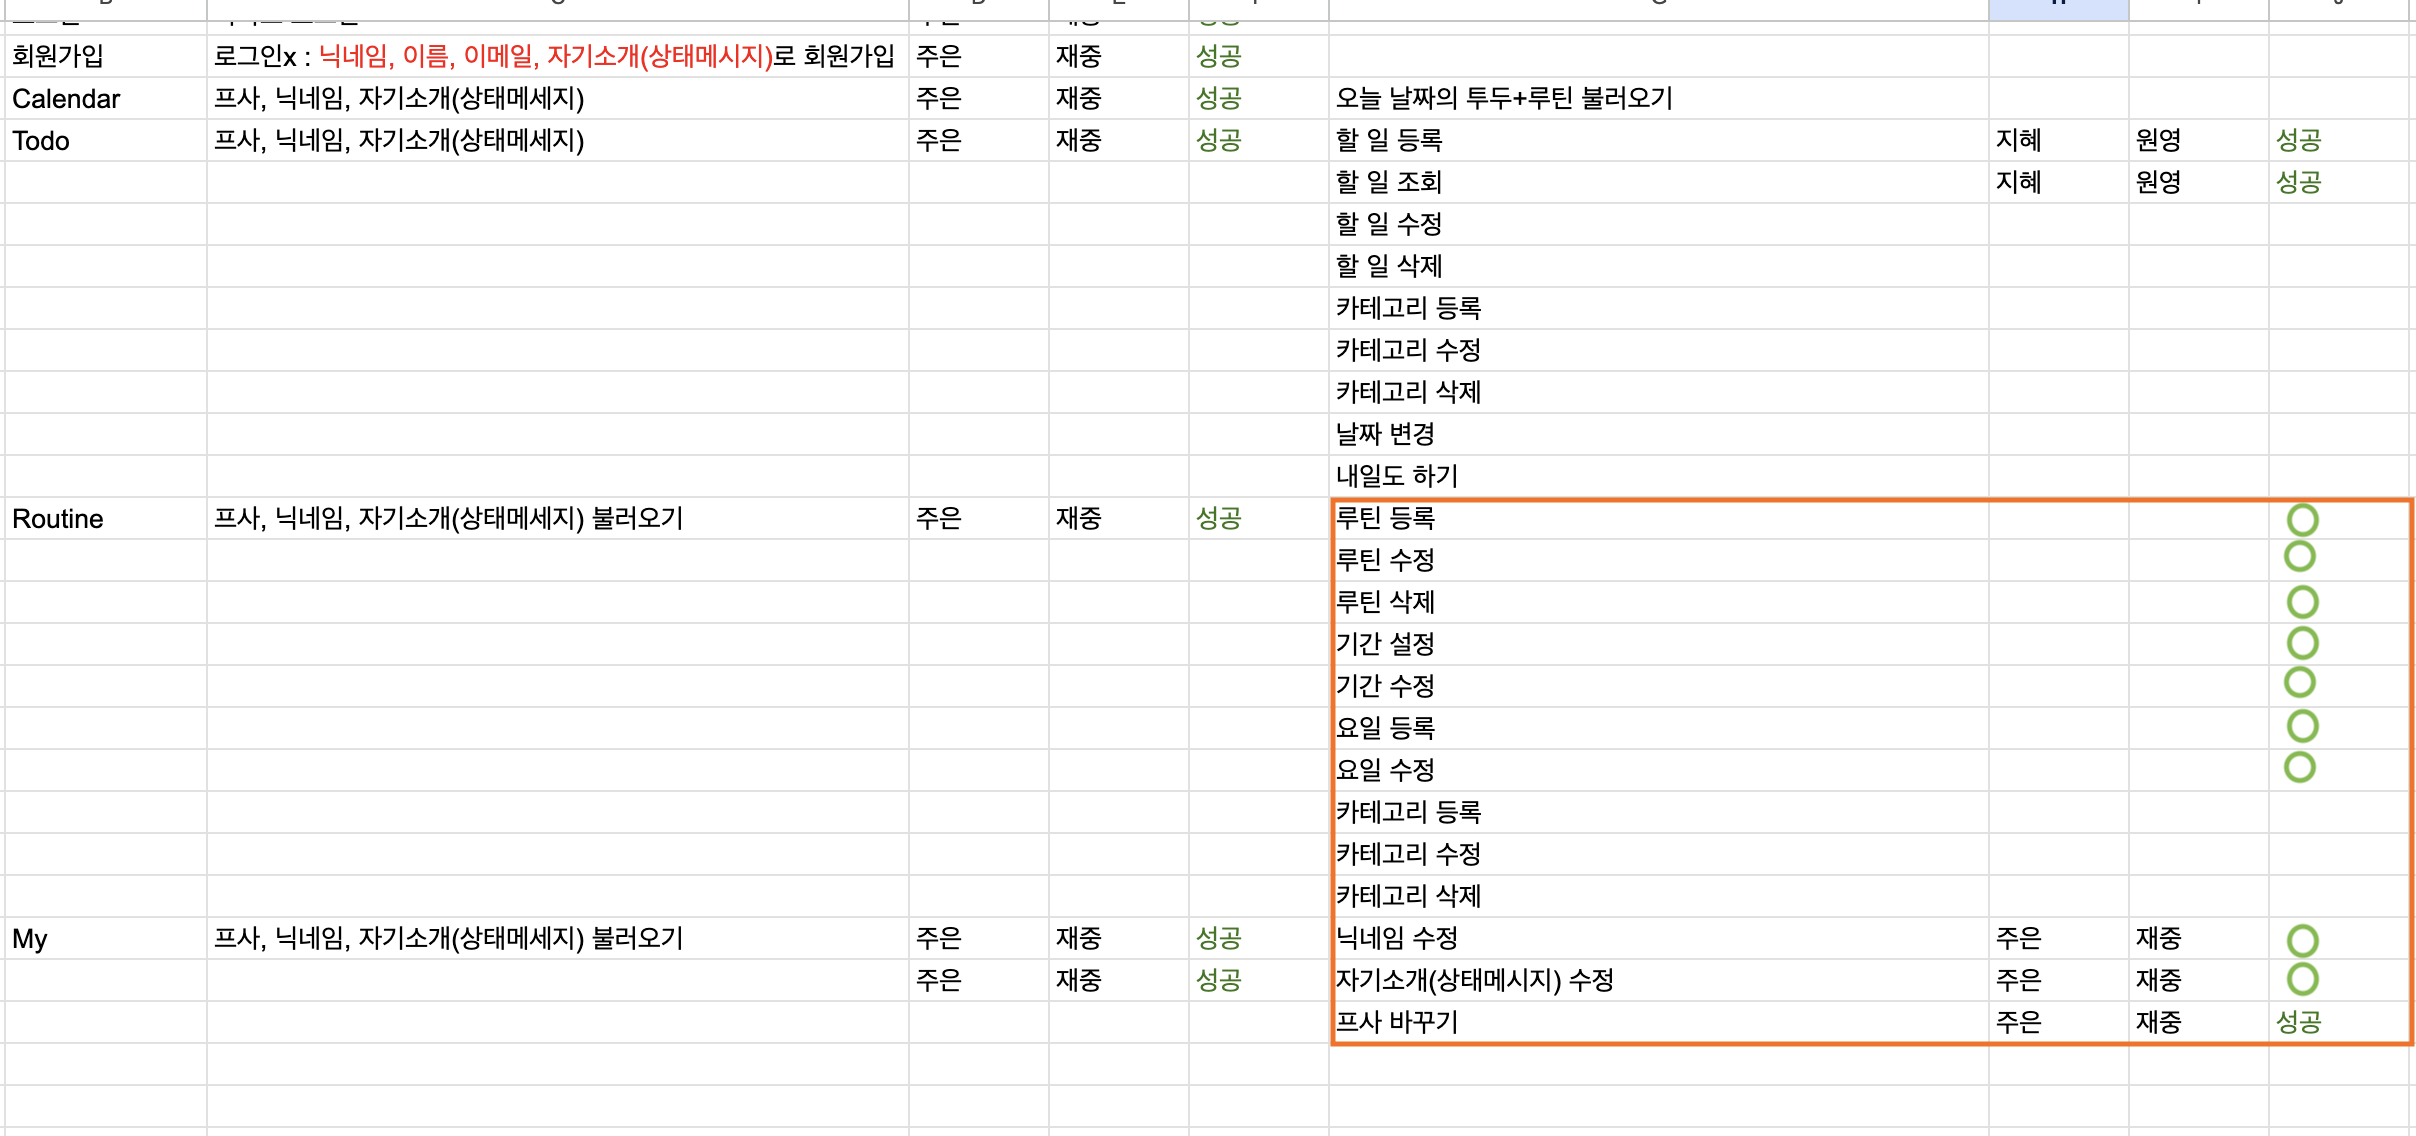 회원가입 로그인x : 닉네임, 이름, 이메일, 자기소개(상태메시지)로 회원가입 주은 재중 성공
Calendar 프사, 닉네임, 자기소개(상태메세지) 주은 재중 성공 오늘 날짜의 투두+루틴 불러오기
Todo 프사, 닉네임, 자기소개(상태메세지) 주은 재중 성공 할 일 등록 지혜 원영 성공
할 일 조회 지혜 원영 성공
할 일 수정
할 일 삭제
카테고리 등록
카테고리 수정
카테고리 삭제
날짜 변경
내일도 하기
Routine 프사, 닉네임, 자기소개(상태메세지) 불러오기 주은 재중 성공 루틴 등록
루틴 수정
루틴 삭제
기간 설정
기간 수정
요일 등록
요일 수정
카테고리 등록
카테고리 수정
카테고리 삭제
My 프사, 닉네임, 자기소개(상태메세지) 불러오기 주은 재중 성공 닉네임 수정 주은 재중
주은 재중 성공 자기소개(상태메시지) 수정 주은 재중
프사 바꾸기 주은 재중 성공